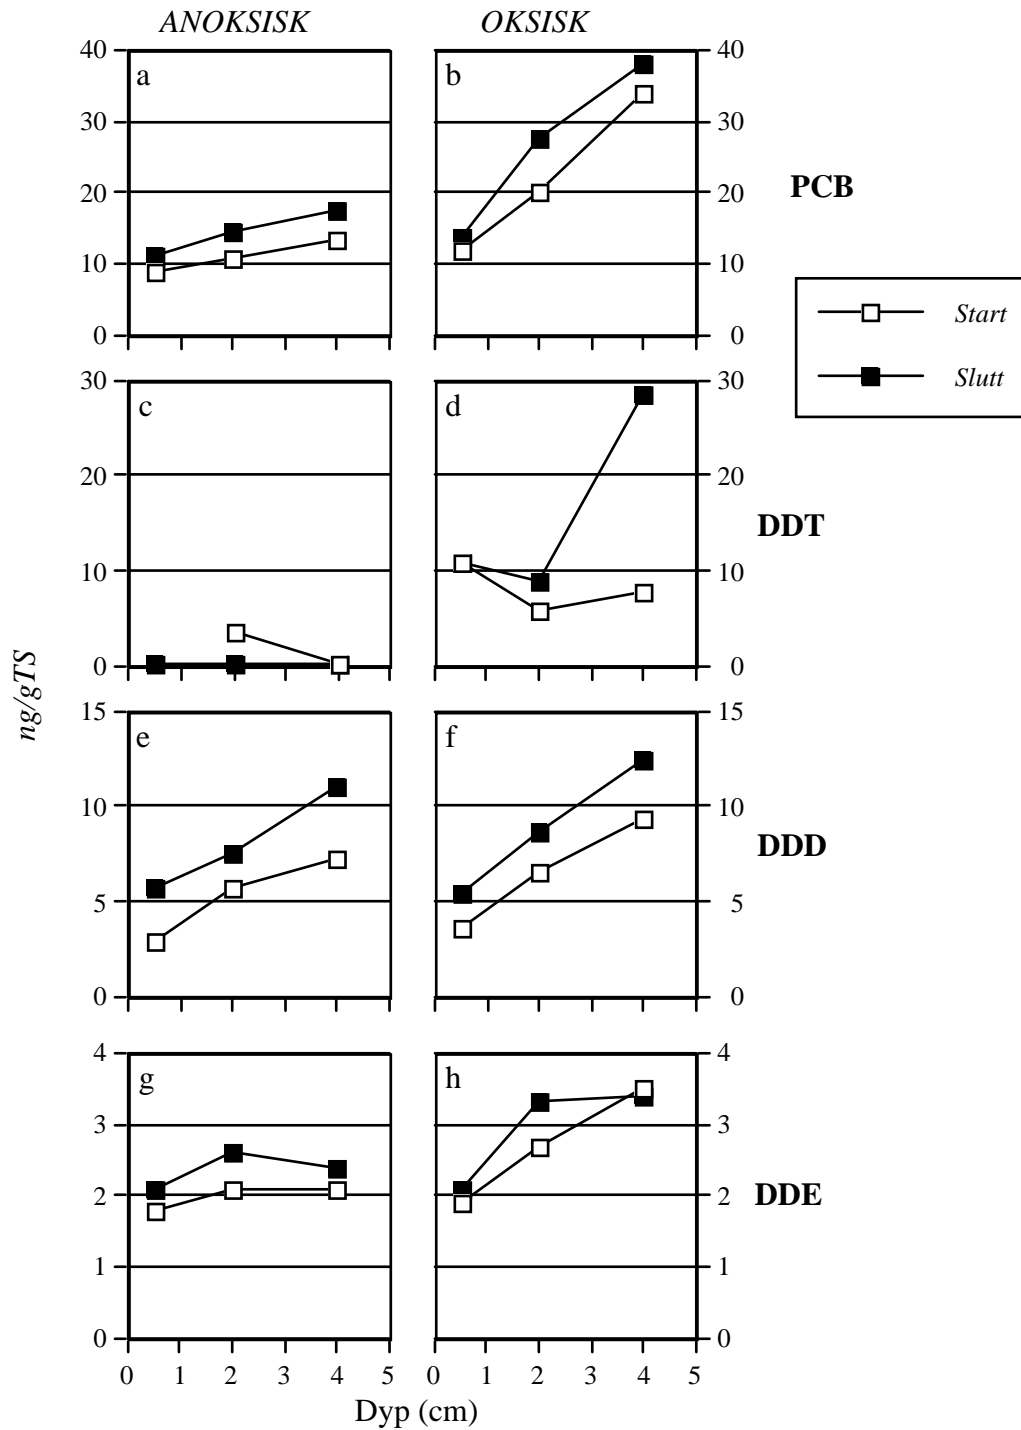 ANOKSISK OKSISK
40 a b 40
30 30
20 20 PCB
10 10
0 0
Start
Slutt
30 c d 30
20 20
DDT
10 10
0 0
ng/gTS
15 e f 15
10 10
DDD
5 5
0 0
4 g h 4
3 3
2 2 DDE
1 1
0 0
0 1 2 3 4 5 0 1 2 3 4 5
Dyp (cm)